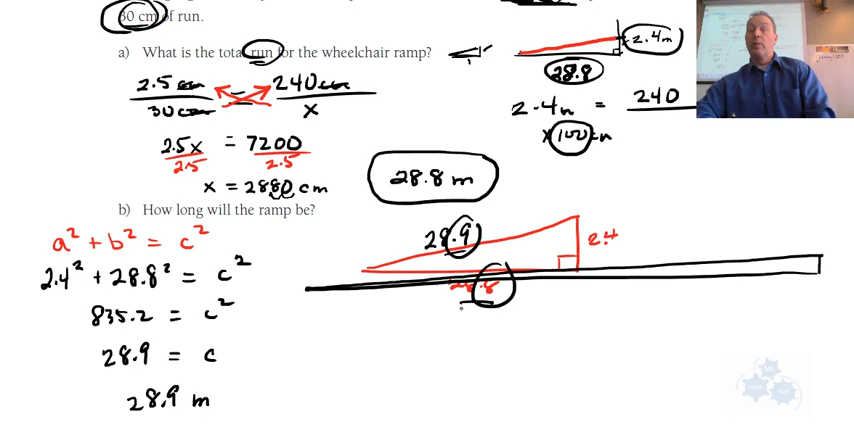 30 cm of run.
a) What is the total run for the wheelchair ramp?
2.4m
28.8
2.5 cm / 30 cm = 240 cm / x
2.4m = 240
x 100 cm
2.5x = 7200
2.5 2.5
x = 2880 cm
28.8 m
b) How long will the ramp be?
28.9
2.4
28.8
a² + b² = c²
2.4² + 28.8² = c²
835.2 = c²
28.9 = c
28.9 m